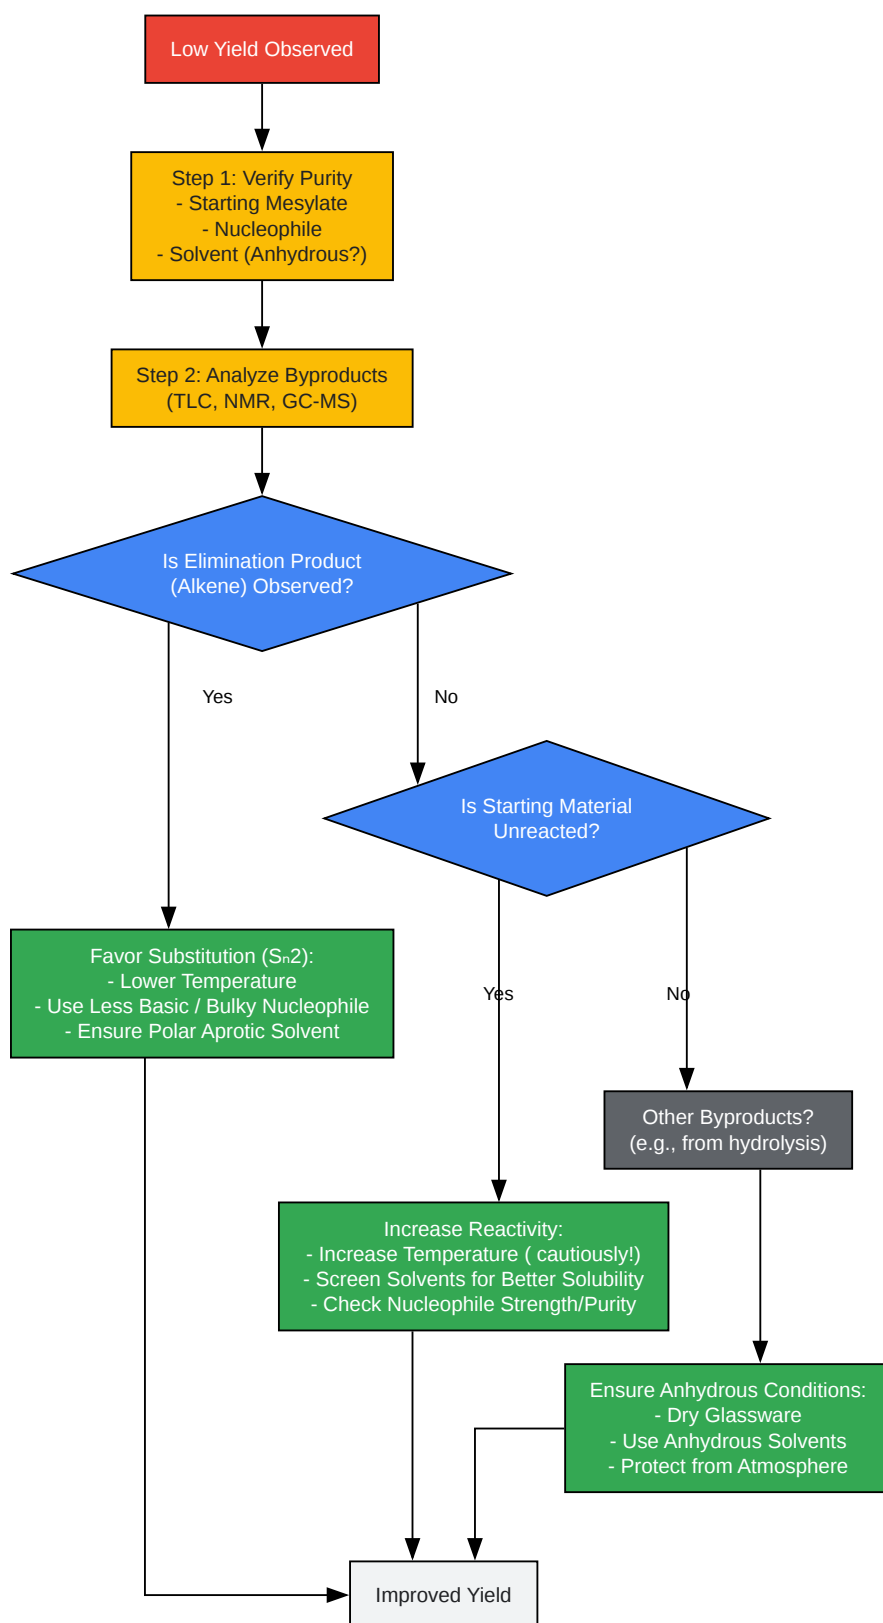 Low Yield Observed
Step 1: Verify Purity
- Starting Mesylate
- Nucleophile
- Solvent (Anhydrous?)
Step 2: Analyze Byproducts
(TLC, NMR, GC-MS)
Is Elimination Product
(Alkene) Observed?
Yes
No
Is Starting Material
Unreacted?
Favor Substitution (Sₙ2):
- Lower Temperature
- Use Less Basic / Bulky Nucleophile
- Ensure Polar Aprotic Solvent
Yes
No
Other Byproducts?
(e.g., from hydrolysis)
Increase Reactivity:
- Increase Temperature ( cautiously!)
- Screen Solvents for Better Solubility
- Check Nucleophile Strength/Purity
Ensure Anhydrous Conditions:
- Dry Glassware
- Use Anhydrous Solvents
- Protect from Atmosphere
Improved Yield